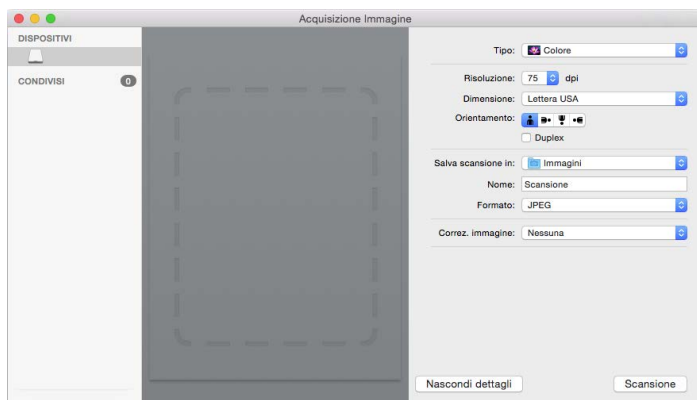 Acquisizione Immagine
DISPOSITIVI
CONDIVISI 0
Tipo: Colore
Risoluzione: 75 dpi
Dimensione: Lettera USA
Orientamento:
Duplex
Salva scansione in: Immagini
Nome: Scansione
Formato: JPEG
Correz. immagine: Nessuna
Nascondi dettagli Scansione